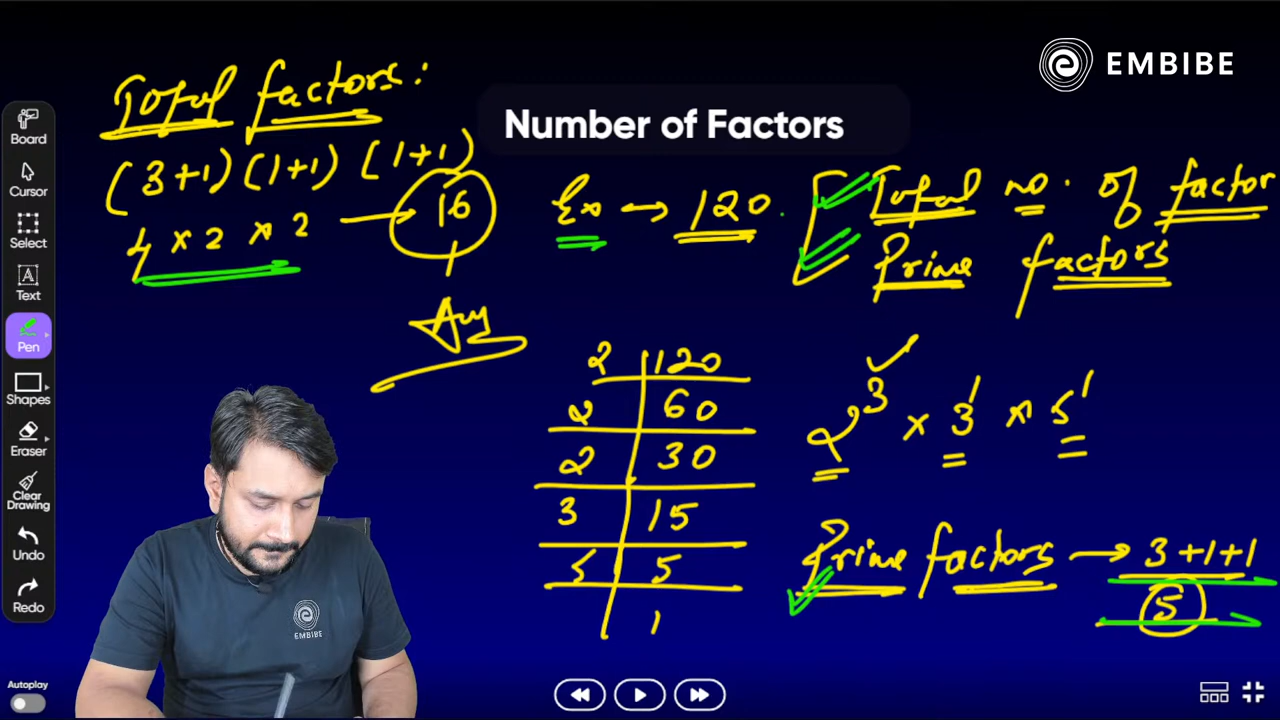 EMBIBE
Number of Factors
Total factors:
(3+1) (1+1) (1+1)
4 × 2 × 2 → 16
Ans
Ex → 120.
Total no. of factor
Prime factors
2 | 120
2 | 60
2 | 30
3 | 15
5 | 5
1
2³ × 3¹ × 5¹
Prime factors → 3+1+1
5
Board
Cursor
Select
A
Text
Pen
Shapes
Eraser
Clear
Drawing
Undo
Redo
Autoplay
EMBIBE